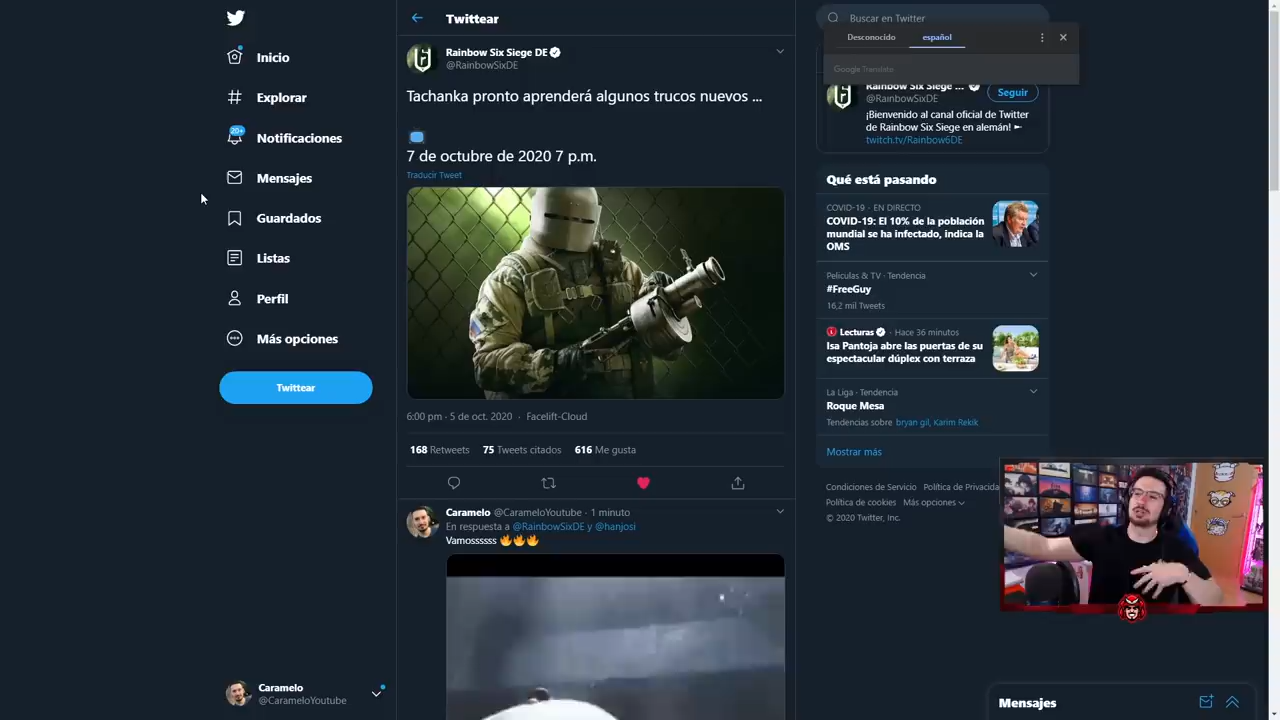 Inicio
Explorar
20+
Notificaciones
Mensajes
Guardados
Listas
Perfil
Más opciones
Twittear
Caramelo
@CarameloYoutube
Twittear
Rainbow Six Siege DE
@RainbowSixDE
Tachanka pronto aprenderá algunos trucos nuevos ...
7 de octubre de 2020 7 p.m.
Traducir Tweet
6:00 pm · 5 de oct. 2020 · Facelift-Cloud
168 Retweets 75 Tweets citados 616 Me gusta
Caramelo @CarameloYoutube · 1 minuto
En respuesta a @RainbowSixDE y @hanjosi
Vamosssss 🔥🔥🔥
Buscar en Twitter
Desconocido español
Google Translate
Rainbow Six Siege ...
@RainbowSixDE
Seguir
¡Bienvenido al canal oficial de Twitter
de Rainbow Six Siege en alemán! ►
twitch.tv/Rainbow6DE
Qué está pasando
COVID-19 · EN DIRECTO
COVID-19: El 10% de la población
mundial se ha infectado, indica la
OMS
Películas & TV · Tendencia
#FreeGuy
16,2 mil Tweets
Lecturas · Hace 36 minutos
Isa Pantoja abre las puertas de su
espectacular dúplex con terraza
La Liga · Tendencia
Roque Mesa
Tendencias sobre bryan gil, Karim Rekik
Mostrar más
Condiciones de Servicio Política de Privacida
Política de cookies Más opciones
© 2020 Twitter, Inc.
Mensajes